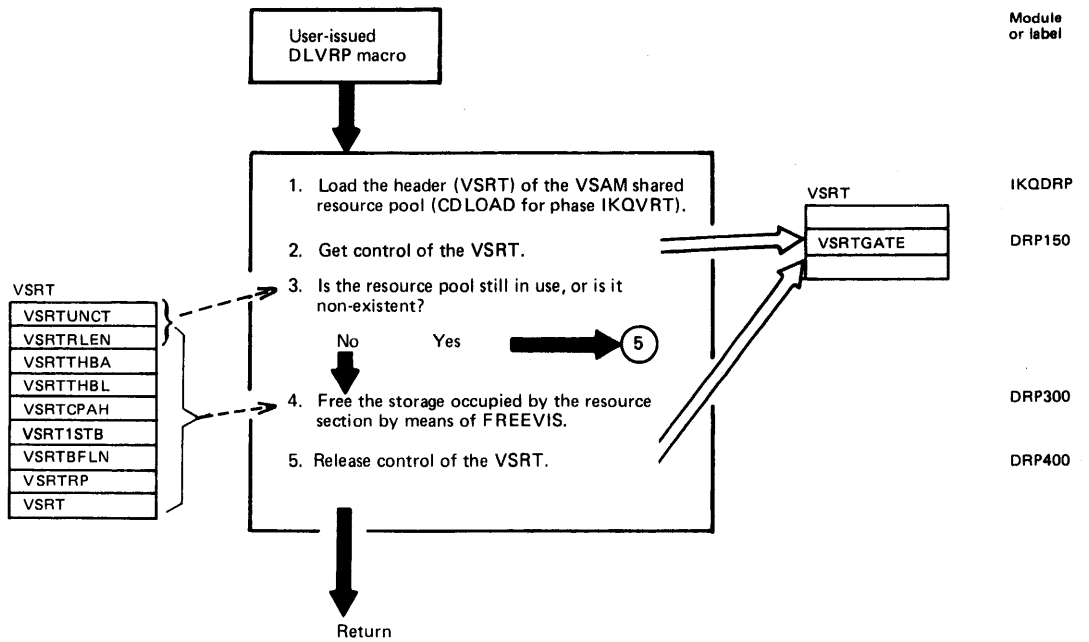 User-issued
DLVRP macro
Module
or label
1. Load the header (VSRT) of the VSAM shared
resource pool (CDLOAD for phase IKQVRT).
IKQDRP
2. Get control of the VSRT.
DRP150
VSRT
VSRTGATE
3. Is the resource pool still in use, or is it
non-existent?
No Yes 5
VSRT
VSRTUNCT
VSRTRLEN
VSRTTHBA
VSRTTHBL
VSRTCPAH
VSRT1STB
VSRTBFLN
VSRTRP
VSRT
4. Free the storage occupied by the resource
section by means of FREEVIS.
DRP300
5. Release control of the VSRT.
DRP400
Return